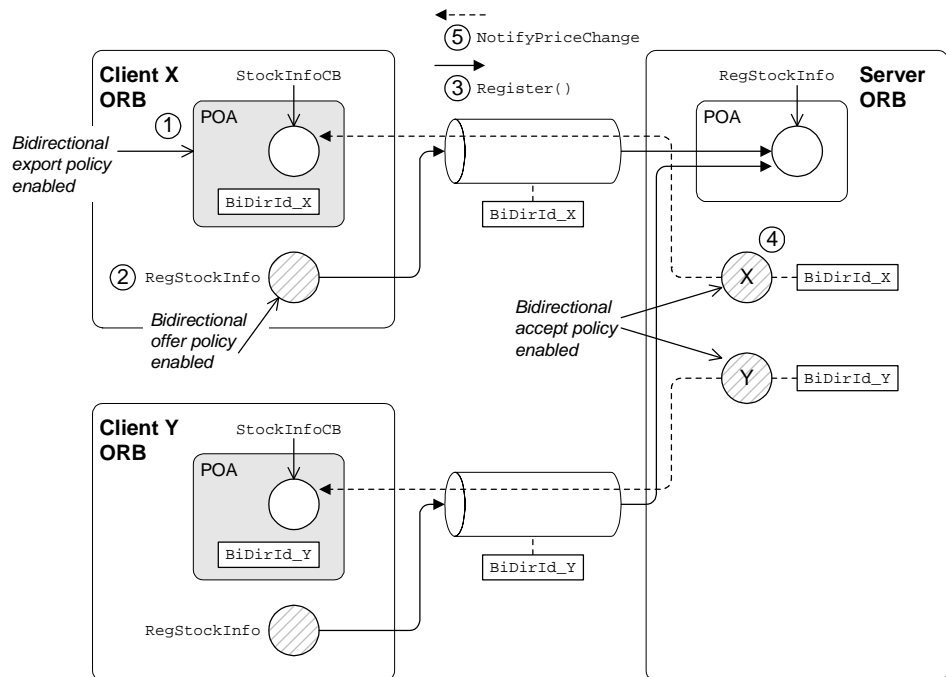 ⑤ NotifyPriceChange
③ Register()
Client X
ORB
StockInfoCB
① POA
Bidirectional
export policy
enabled
BiDirId_X
② RegStockInfo
Bidirectional
offer policy
enabled
BiDirId_X
RegStockInfo
Server
ORB
POA
④
X BiDirId_X
Bidirectional
accept policy
enabled
Y BiDirId_Y
Client Y
ORB
StockInfoCB
POA
BiDirId_Y
RegStockInfo
BiDirId_Y